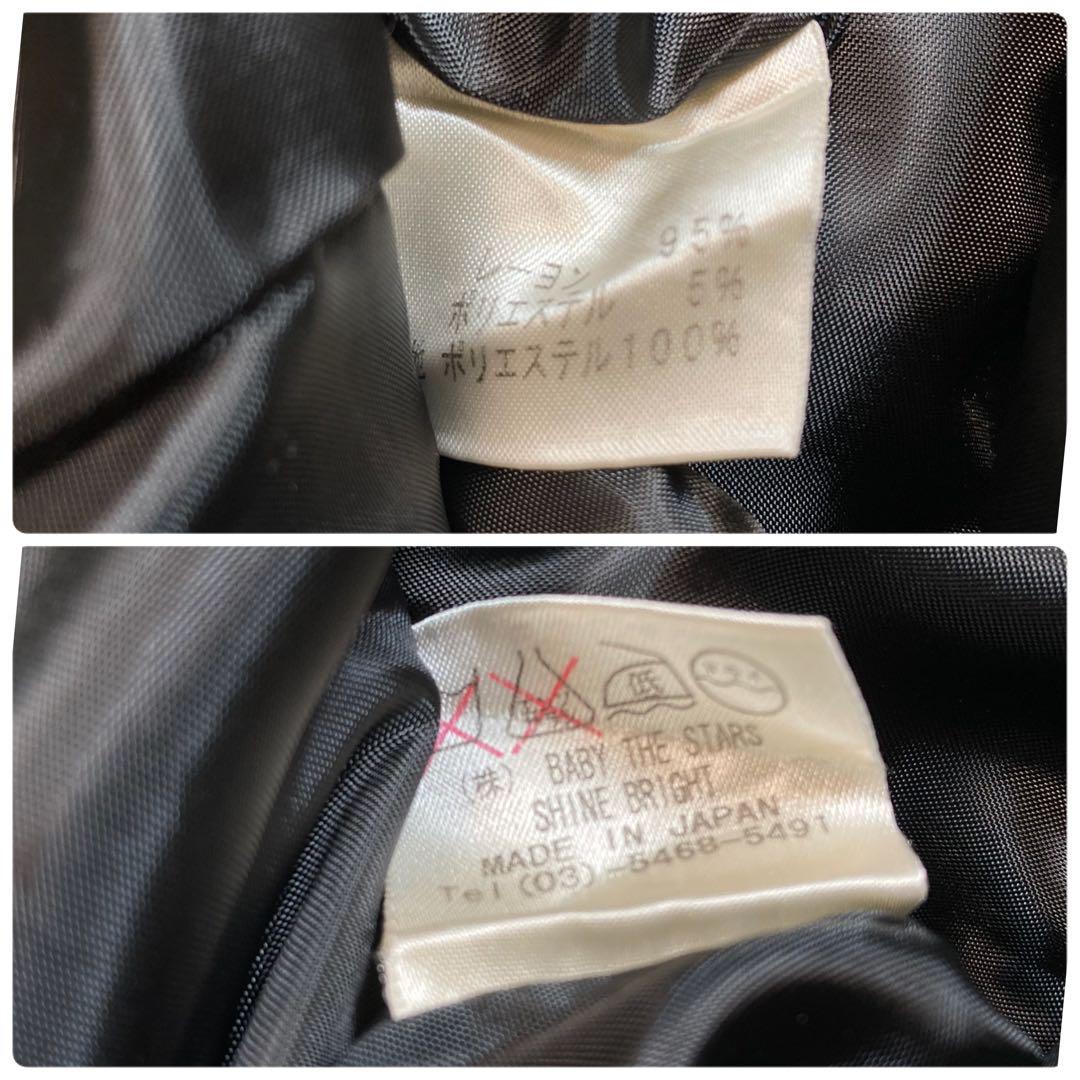 レーヨン 95%
ポリエステル 5%
ポリエステル100%
(株) BABY THE STARS
SHINE BRIGHT
MADE IN JAPAN
Tel (03)-5468-5491